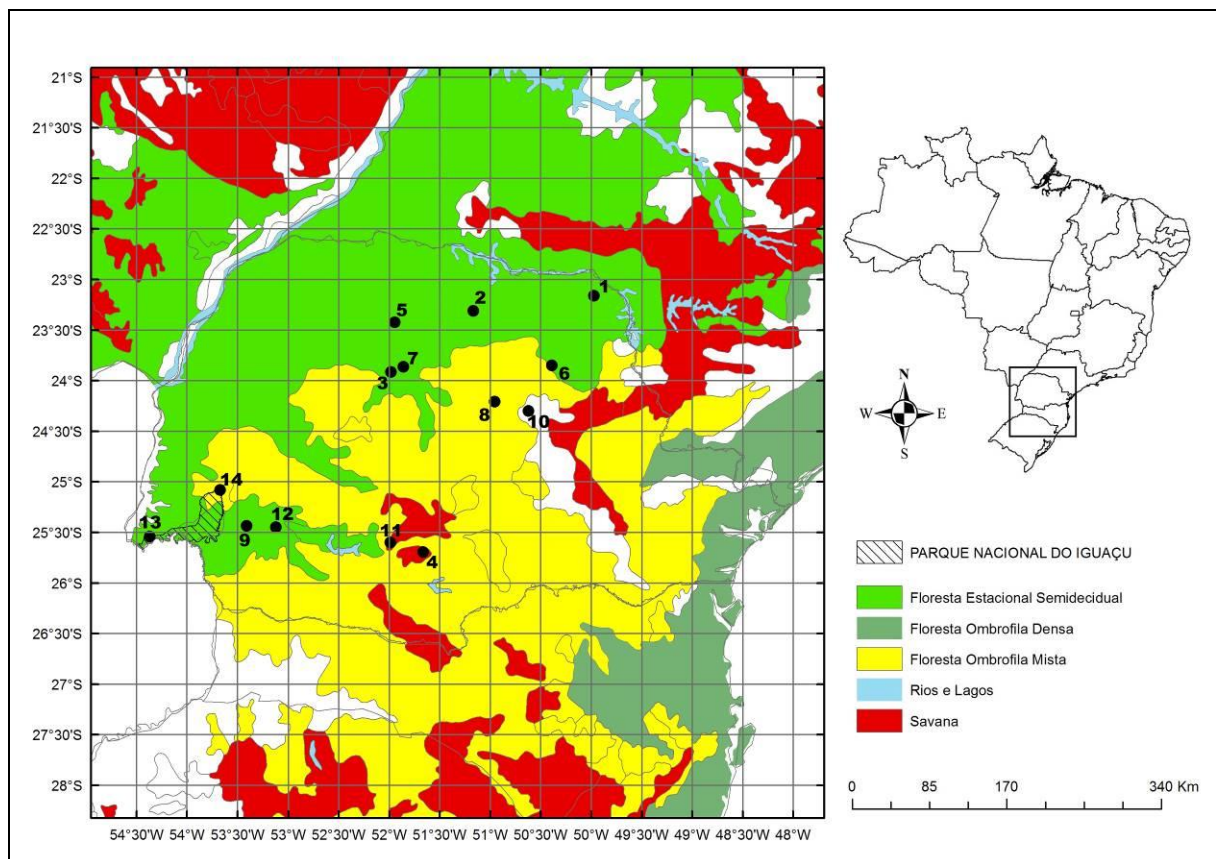 21°S
21°30'S
22°S
22°30'S
23°S
23°30'S
24°S
24°30'S
25°S
25°30'S
26°S
26°30'S
27°S
27°30'S
28°S
1
2
5
7
3
6
8
10
14
13
9
12
11
4
54°30'W 54°W 53°30'W 53°W 52°30'W 52°W 51°30'W 51°W 50°30'W 50°W 49°30'W 49°W 48°30'W 48°W
N
W E
S
PARQUE NACIONAL DO IGUAÇU
Floresta Estacional Semidecidual
Floresta Ombrofila Densa
Floresta Ombrofila Mista
Rios e Lagos
Savana
0 85 170 340 Km